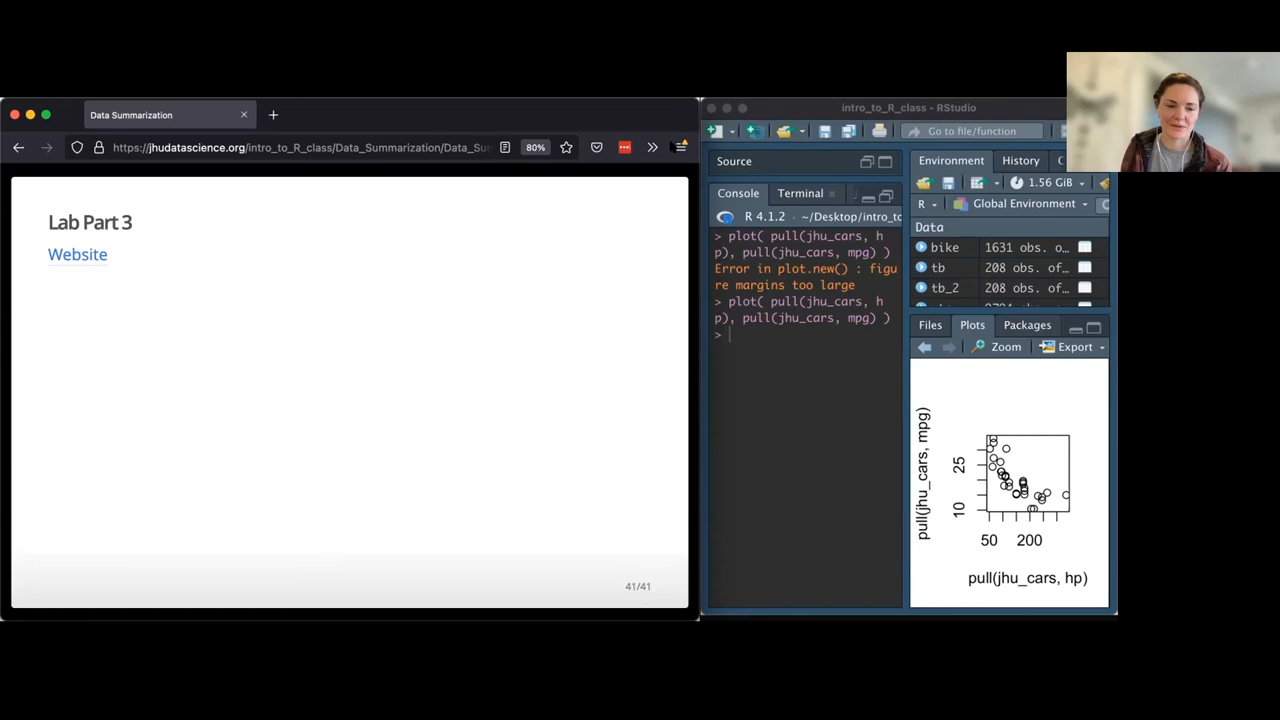 Data Summarization
https://jhudatascience.org/intro_to_R_class/Data_Summarization/Data_Su
80%
Lab Part 3
Website
41/41
intro_to_R_class - RStudio
Go to file/function
Source
Console Terminal
R 4.1.2 · ~/Desktop/intro_to
> plot( pull(jhu_cars, h
p), pull(jhu_cars, mpg) )
Error in plot.new() : figu
re margins too large
> plot( pull(jhu_cars, h
p), pull(jhu_cars, mpg) )
>
Environment History
1.56 GiB
R Global Environment
Data
bike 1631 obs. o…
tb 208 obs. of…
tb_2 208 obs. of…
Files Plots Packages
Zoom Export
pull(jhu_cars, mpg)
25
10
50 200
pull(jhu_cars, hp)